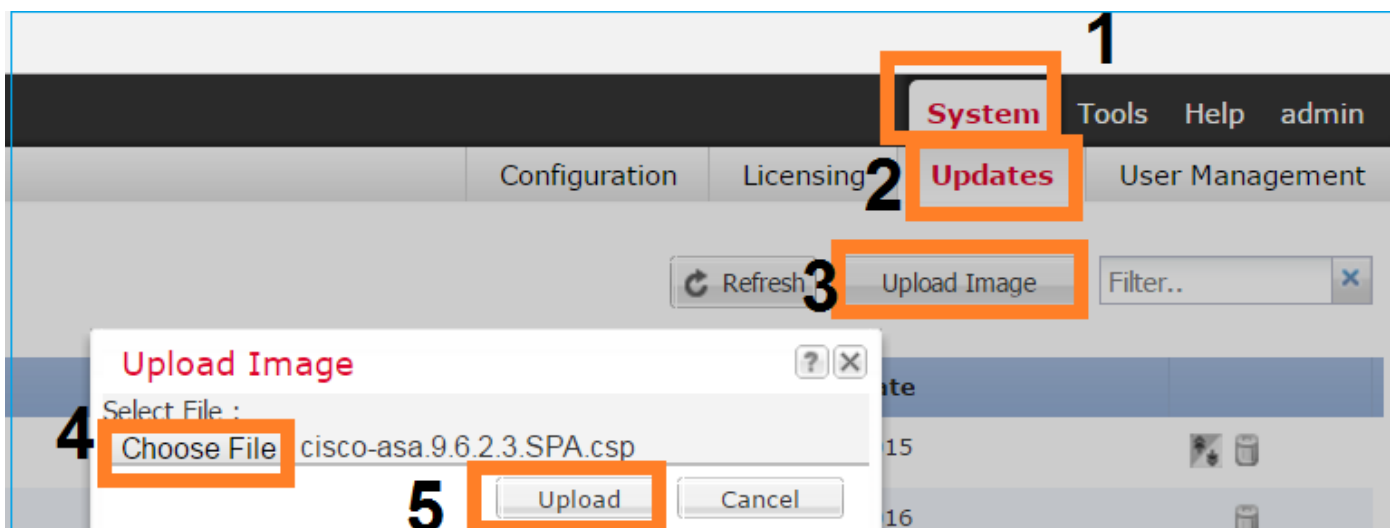 1
System Tools Help admin
Configuration Licensing 2 Updates User Management
Refresh 3 Upload Image Filter..
Upload Image
Select File :
4 Choose File cisco-asa.9.6.2.3.SPA.csp
5 Upload Cancel